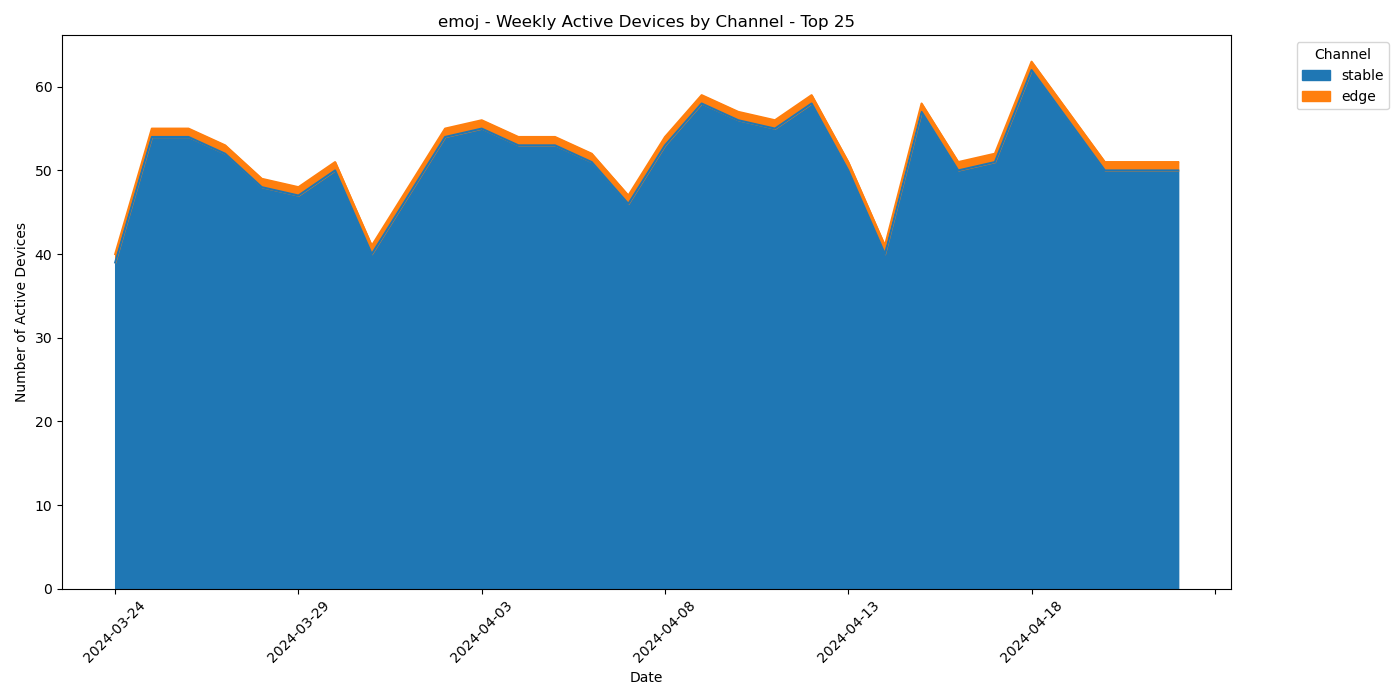 emoj - Weekly Active Devices by Channel - Top 25
Channel
stable
edge
Number of Active Devices
60
50
40
30
20
10
0
2024-03-24
2024-03-29
2024-04-03
2024-04-08
2024-04-13
2024-04-18
Date